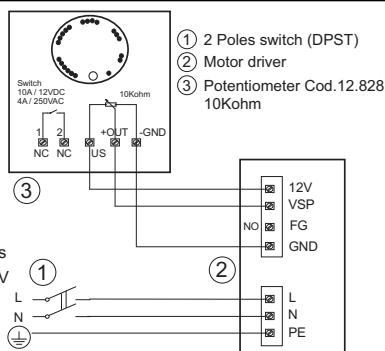 1 2 Poles switch (DPST)
2 Motor driver
3 Potentiometer Cod.12.828
10Kohm
Switch
10A / 12VDC
4A / 250VAC
10Kohm
1 2 +OUT -GND
NC NC US
3
12V
VSP
NO FG
GND
s
V
1
2
L L
N N
PE